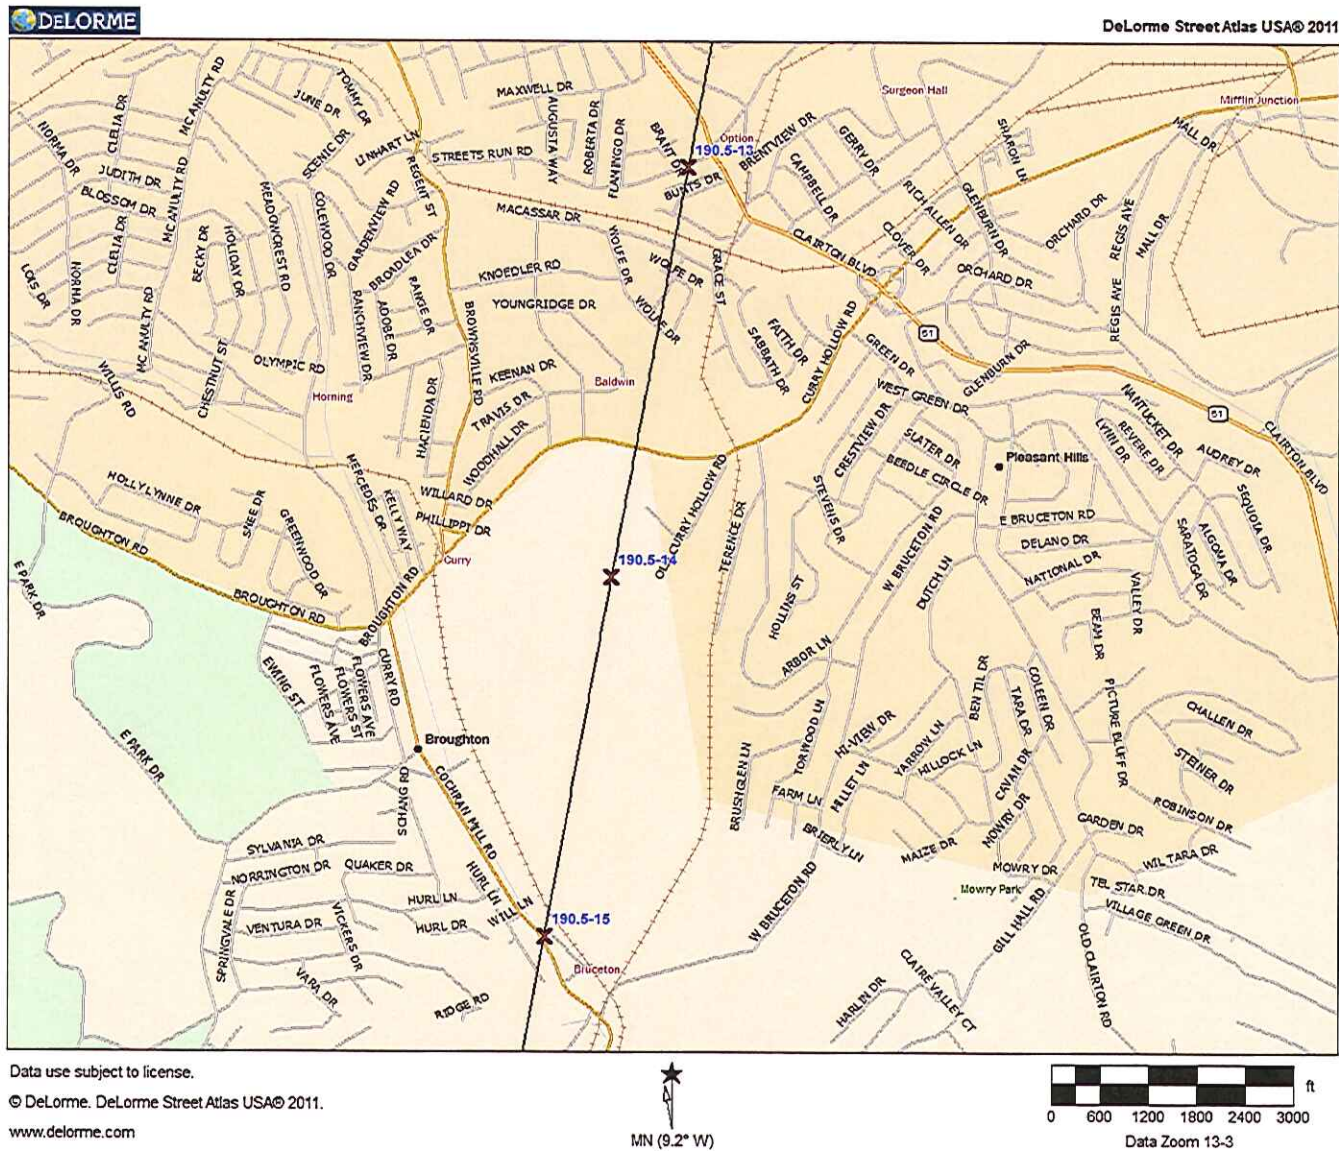 DELORME
DeLorme Street Atlas USA® 2011
MC ANULTY RD
CLELIA DR
JUNE DR
TOMMY DR
MAXWELL DR
AUGUSTA WAY
ROBERTA DR
FLAMINGO DR
BRAINT DR
Option
190.5-13
BRENTVIEW DR
GERRY DR
Surgeon Hall
SHARON LN
Mifflin Junction
MALL DR
NORMA DR
JUDITH DR
BLOSSOM DR
MC ANULTY RD
SCENIC DR
LINHART LN
STREETS RUN RD
REGENT ST
BURTS DR
CAMPBELL DR
RICH ALLEN DR
GLENBURN DR
ORCHARD DR
REGIS AVE
MALL DR
MEADOWCREST RD
COLEWOOD DR
GARDENVIEW RD
MACASSAR DR
WOLFE DR
WOLFE DR
GRACE ST
CLAIRTON BLVD
CLOVER DR
ORCHARD DR
REGIS AVE
LOIS DR
NORMA DR
CLELIA DR
BECKY DR
HOLIDAY DR
BROADLEA DR
RANGE DR
ADOBE DR
RANCHVIEW DR
KNOEDLER RD
YOUNGRIDGE DR
WOLFE DR
FAITH DR
SABBATH DR
CURRY HOLLOW RD
51
GREEN DR
GLENBURN DR
MC ANULTY RD
WILLIS RD
CHESTNUT ST
OLYMPIC RD
Horning
BROWNSVILLE RD
KEENAN DR
TRAVIS DR
Baldwin
HACIENDA DR
WOODHALL DR
WEST GREEN DR
CRESTVIEW DR
SLATER DR
BEEDLE CIRCLE DR
Pleasant Hills
NANTUCKET DR
REVERE DR
LYNN DR
51
AUDREY DR
CLAIRTON BLVD
HOLLY LYNNE DR
SNEE DR
GREENWOOD DR
MERCEDES DR
KELLY WAY
WILLARD DR
PHILLIPPI DR
Curry
BROUGHTON RD
BROUGHTON RD
BROUGHTON RD
E PARK DR
OLD CURRY HOLLOW RD
TERENCE DR
190.5-14
STEVENS DR
W BRUCETON RD
E BRUCETON RD
DELANO DR
NATIONAL DR
DUTCH LN
HOLLINS ST
SARATOGA DR
ALGOMA DR
SEQUOIA DR
VALLEY DR
BEAM DR
EWING ST
FLOWERS AVE
FLOWERS ST
FLOWERS AVE
CURRY RD
ARBOR LN
BEN TIL DR
TARA DR
COLEEN DR
PICTURE BLUFF DR
CHALLEN DR
STEINER DR
E PARK DR
Broughton
TORWOOD LN
HI-VIEW DR
YARROW LN
HILLOCK LN
CAVAN DR
SCHANG RD
COCHRAN MILL RD
BRUSHGLEN LN
FARM LN
MILLET LN
BRIERLY LN
MAIZE DR
MOWRY DR
MOWRY DR
GARDEN DR
ROBINSON DR
WILTARA DR
SYLVANIA DR
NORRINGTON DR
QUAKER DR
HURL LN
HURL LN
WILL LN
HURL DR
VENTURA DR
VICKERS DR
SPRINGVALE DR
VARA DR
RIDGE RD
190.5-15
Bruceton
W BRUCETON RD
Mowry Park
GILL HALL RD
TEL STAR DR
VILLAGE GREEN DR
OLD CLAIRTON RD
CLAIRE VALLEY CT
HARLIN DR
Data use subject to license.
© DeLorme. DeLorme Street Atlas USA® 2011.
www.delorme.com
MN (9.2° W)
ft
0 600 1200 1800 2400 3000
Data Zoom 13-3